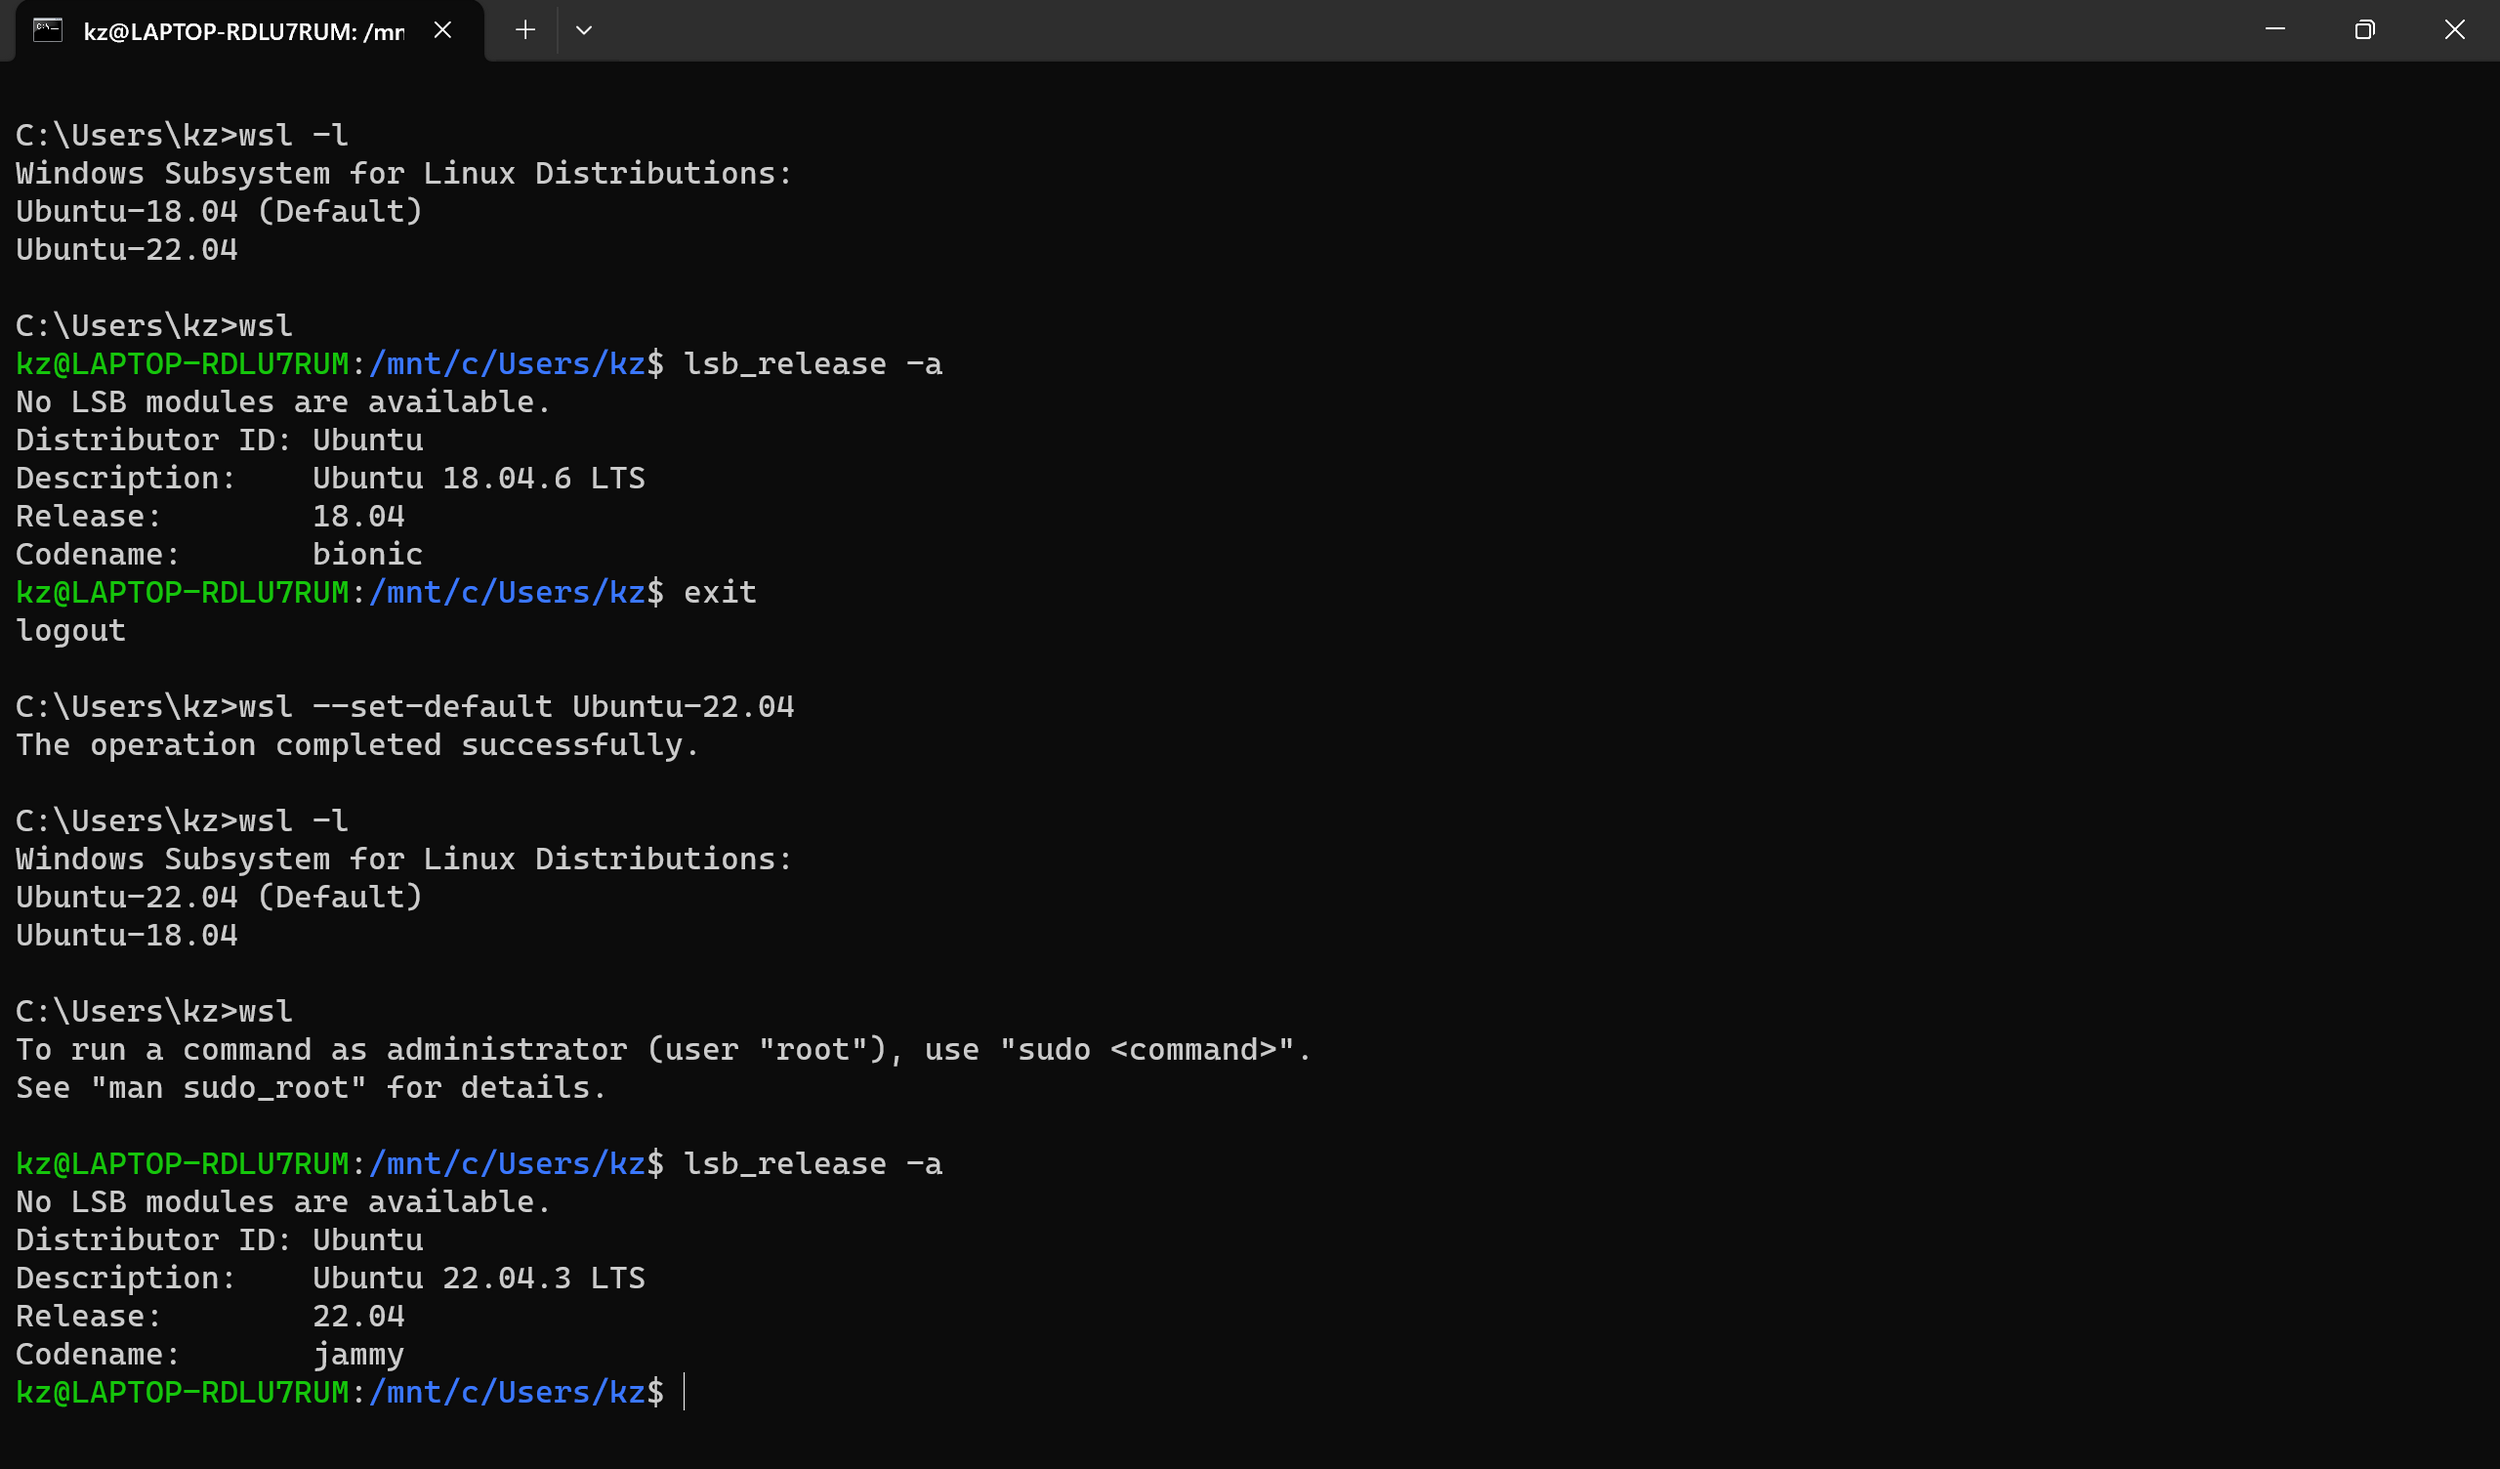 kz@LAPTOP-RDLU7RUM: /mn
C:\Users\kz>wsl -l
Windows Subsystem for Linux Distributions:
Ubuntu-18.04 (Default)
Ubuntu-22.04
C:\Users\kz>wsl
kz@LAPTOP-RDLU7RUM:/mnt/c/Users/kz$ lsb_release -a
No LSB modules are available.
Distributor ID: Ubuntu
Description:    Ubuntu 18.04.6 LTS
Release:        18.04
Codename:       bionic
kz@LAPTOP-RDLU7RUM:/mnt/c/Users/kz$ exit
logout
C:\Users\kz>wsl --set-default Ubuntu-22.04
The operation completed successfully.
C:\Users\kz>wsl -l
Windows Subsystem for Linux Distributions:
Ubuntu-22.04 (Default)
Ubuntu-18.04
C:\Users\kz>wsl
To run a command as administrator (user "root"), use "sudo <command>".
See "man sudo_root" for details.
kz@LAPTOP-RDLU7RUM:/mnt/c/Users/kz$ lsb_release -a
No LSB modules are available.
Distributor ID: Ubuntu
Description:    Ubuntu 22.04.3 LTS
Release:        22.04
Codename:       jammy
kz@LAPTOP-RDLU7RUM:/mnt/c/Users/kz$